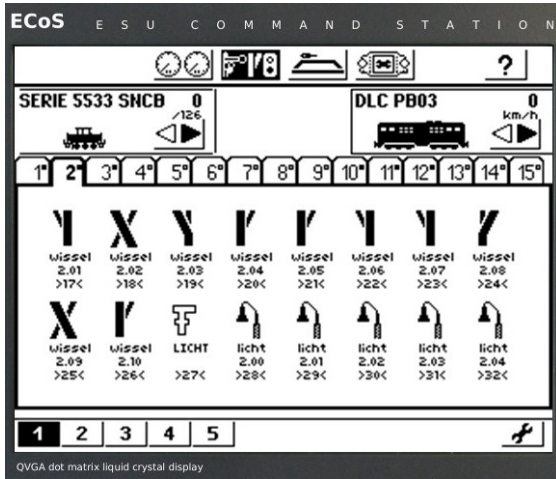 ECoS ESU COMMAND STATION
?
SERIE 5533 SNCB 0
/126
DLC PB03 0
km/h
1 2 3 4 5 6 7 8 9 10 11 12 13 14 15
wissel wissel wissel wissel wissel wissel wissel wissel
2.01 2.02 2.03 2.04 2.05 2.06 2.07 2.08
>17< >18< >19< >20< >21< >22< >23< >24<
wissel wissel LICHT licht licht licht licht licht
2.09 2.10 2.00 2.01 2.02 2.03 2.04
>25< >26< >27< >28< >29< >30< >31< >32<
1 2 3 4 5
QVGA dot matrix liquid crystal display